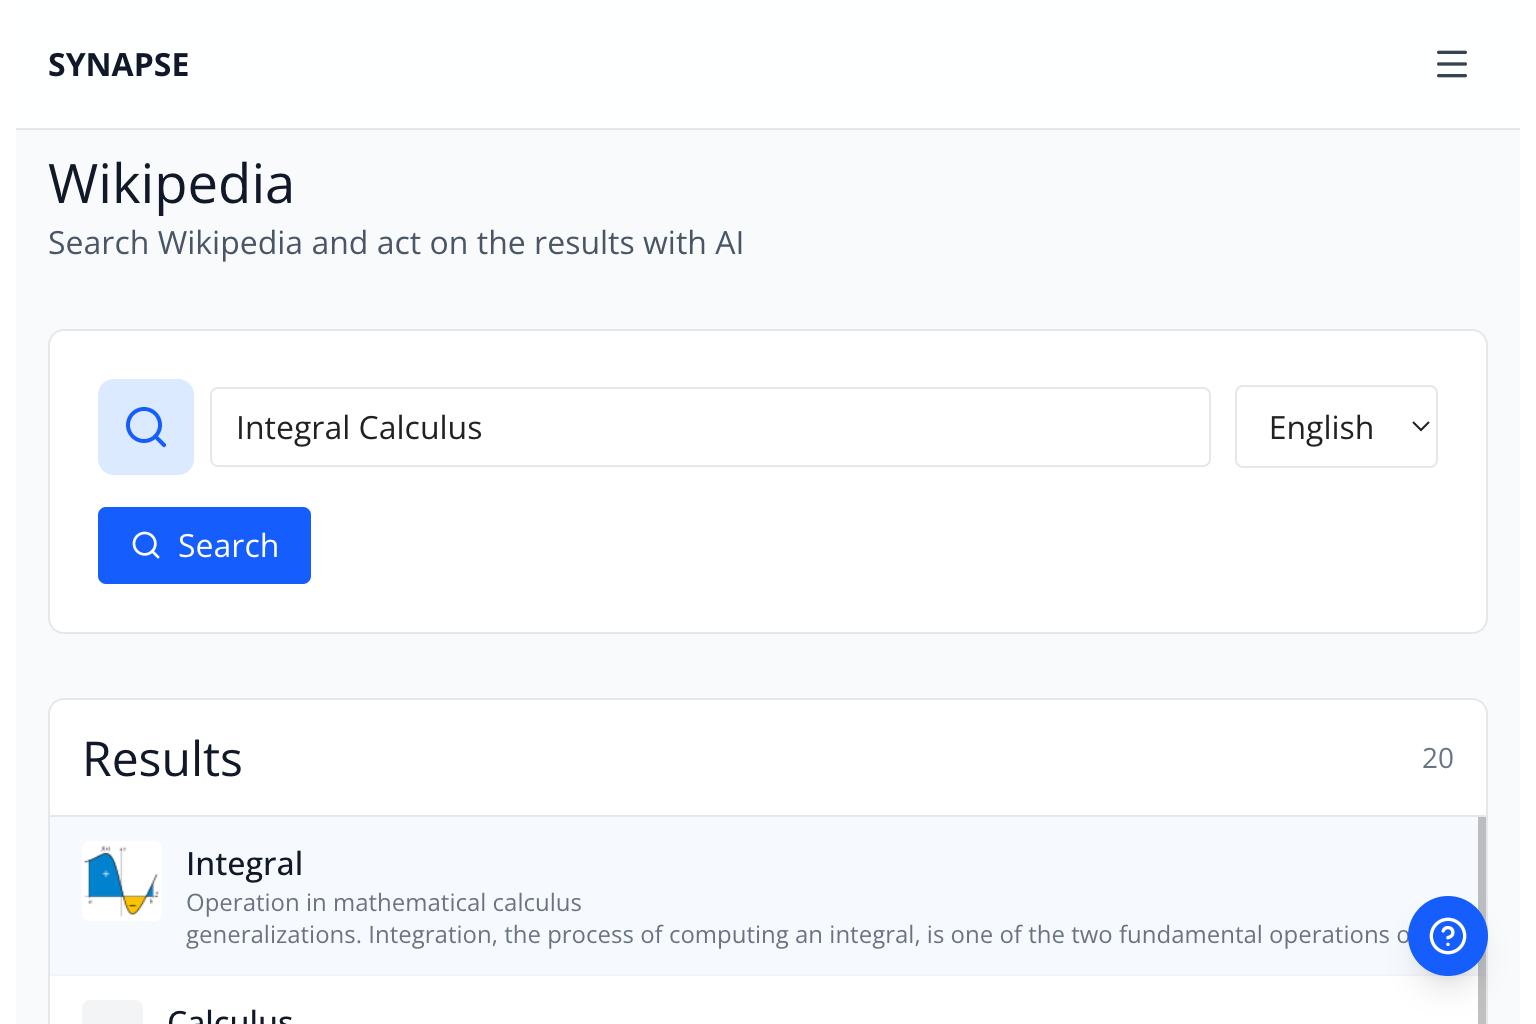 SYNAPSE
Wikipedia
Search Wikipedia and act on the results with AI
Integral Calculus
English
Search
Results
20
Integral
Operation in mathematical calculus
generalizations. Integration, the process of computing an integral, is one of the two fundamental operations o
Calculus